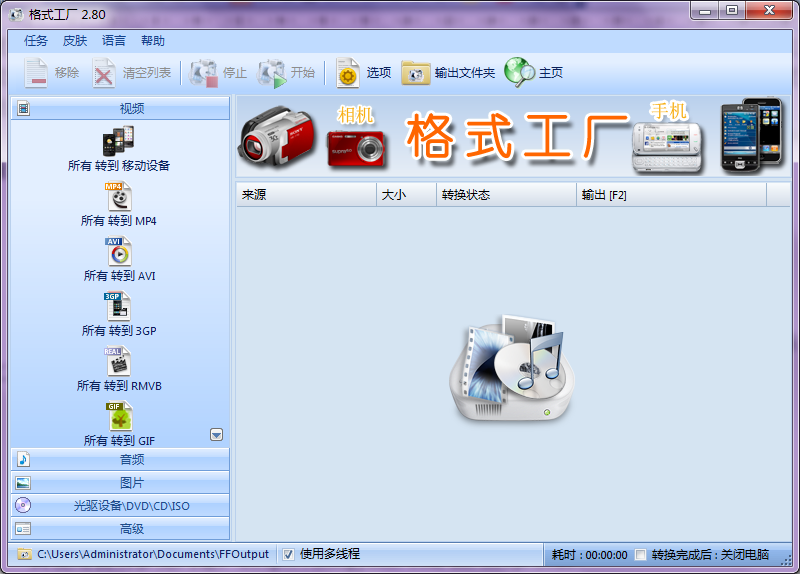 格式工厂 2.80
任务 皮肤 语言 帮助
移除 清空列表 停止 开始 选项 输出文件夹 主页
视频
所有 转到 移动设备
MP4
所有 转到 MP4
AVI
所有 转到 AVI
3GP
所有 转到 3GP
REAL
所有 转到 RMVB
GIF
所有 转到 GIF
音频
图片
光驱设备\DVD\CD\ISO
高级
相机 格式工厂 手机
来源 大小 转换状态 输出 [F2]
C:\Users\Administrator\Documents\FFOutput 使用多线程 耗时 : 00:00:00 转换完成后 : 关闭电脑